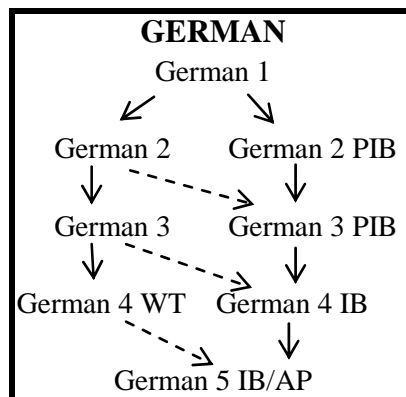 GERMAN
German 1
German 2 German 2 PIB
German 3 German 3 PIB
German 4 WT German 4 IB
German 5 IB/AP